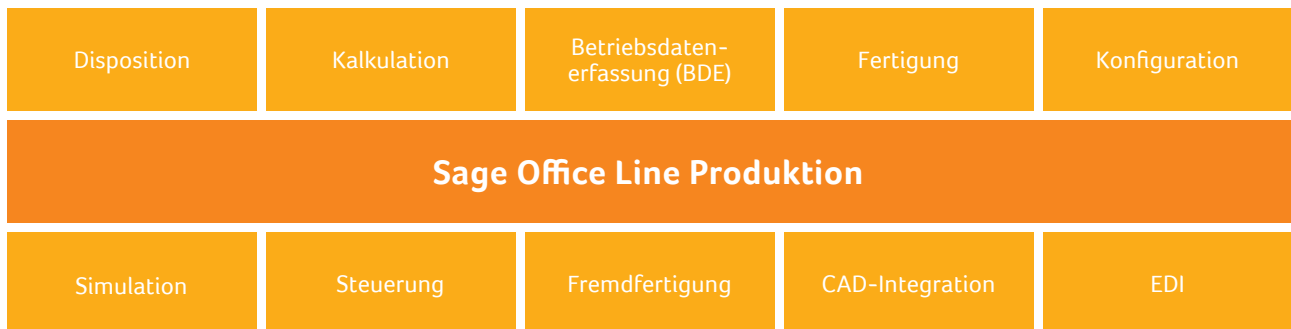 Disposition
Kalkulation
Betriebsdaten-
erfassung (BDE)
Fertigung
Konfiguration
Sage Office Line Produktion
Simulation
Steuerung
Fremdfertigung
CAD-Integration
EDI